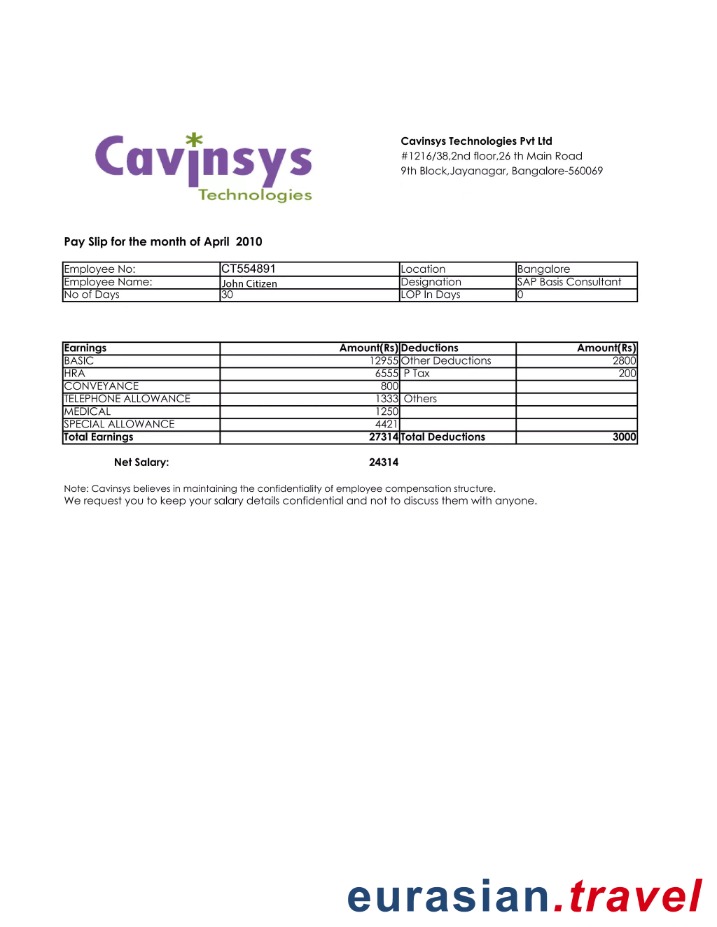 Cavinsys
Technologies
Cavinsys Technologies Pvt Ltd
#1216/38,2nd floor,26 th Main Road
9th Block,Jayanagar, Bangalore-560069
Pay Slip for the month of April 2010
Employee No: CT554891 Location Bangalore
Employee Name: John Citizen Designation SAP Basis Consultant
No of Days 30 LOP In Days 0
Earnings Amount(Rs) Deductions Amount(Rs)
BASIC 12955 Other Deductions 2800
HRA 6555 P Tax 200
CONVEYANCE 800
TELEPHONE ALLOWANCE 1333 Others
MEDICAL 1250
SPECIAL ALLOWANCE 4421
Total Earnings 27314 Total Deductions 3000
Net Salary: 24314
Note: Cavinsys believes in maintaining the confidentiality of employee compensation structure.
We request you to keep your salary details confidential and not to discuss them with anyone.
eurasian.travel